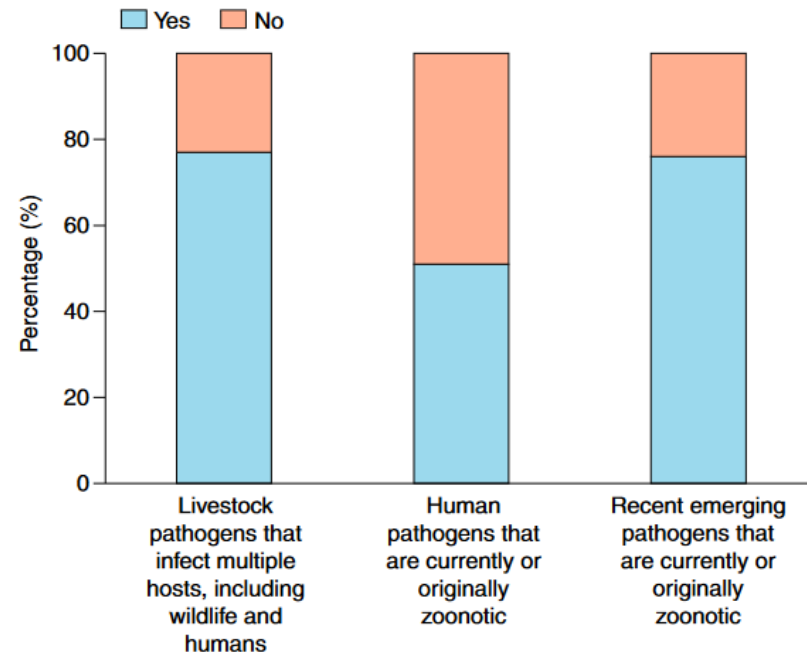 Yes No
100
80
60
40
20
0
Percentage (%)
Livestock
pathogens that
infect multiple
hosts, including
wildlife and
humans
Human
pathogens that
are currently or
originally
zoonotic
Recent emerging
pathogens that
are currently or
originally
zoonotic